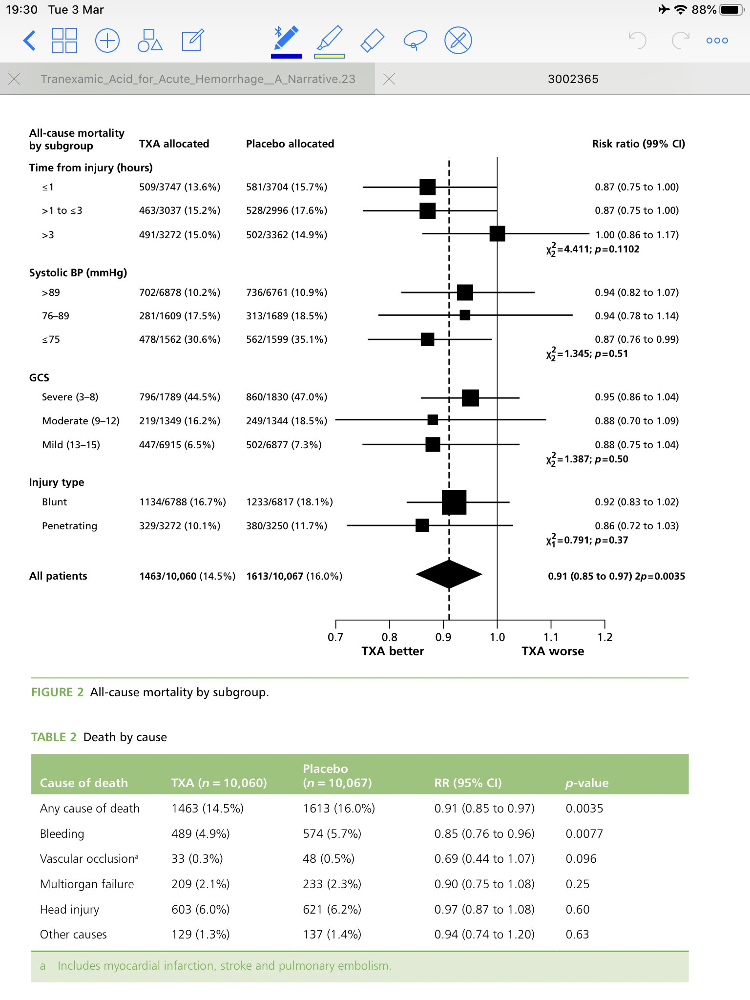 19:30 Tue 3 Mar 88%
Tranexamic_Acid_for_Acute_Hemorrhage__A_Narrative.23 3002365
All-cause mortality
by subgroup TXA allocated Placebo allocated Risk ratio (99% CI)
Time from injury (hours)
≤1 509/3747 (13.6%) 581/3704 (15.7%) 0.87 (0.75 to 1.00)
>1 to ≤3 463/3037 (15.2%) 528/2996 (17.6%) 0.87 (0.75 to 1.00)
>3 491/3272 (15.0%) 502/3362 (14.9%) 1.00 (0.86 to 1.17)
χ²₂=4.411; p=0.1102
Systolic BP (mmHg)
>89 702/6878 (10.2%) 736/6761 (10.9%) 0.94 (0.82 to 1.07)
76–89 281/1609 (17.5%) 313/1689 (18.5%) 0.94 (0.78 to 1.14)
≤75 478/1562 (30.6%) 562/1599 (35.1%) 0.87 (0.76 to 0.99)
χ²₂=1.345; p=0.51
GCS
Severe (3–8) 796/1789 (44.5%) 860/1830 (47.0%) 0.95 (0.86 to 1.04)
Moderate (9–12) 219/1349 (16.2%) 249/1344 (18.5%) 0.88 (0.70 to 1.09)
Mild (13–15) 447/6915 (6.5%) 502/6877 (7.3%) 0.88 (0.75 to 1.04)
χ²₂=1.387; p=0.50
Injury type
Blunt 1134/6788 (16.7%) 1233/6817 (18.1%) 0.92 (0.83 to 1.02)
Penetrating 329/3272 (10.1%) 380/3250 (11.7%) 0.86 (0.72 to 1.03)
χ²₁=0.791; p=0.37
All patients 1463/10,060 (14.5%) 1613/10,067 (16.0%) 0.91 (0.85 to 0.97) 2p=0.0035
0.7 0.8 0.9 1.0 1.1 1.2
TXA better TXA worse
FIGURE 2 All-cause mortality by subgroup.
TABLE 2 Death by cause
Placebo
Cause of death TXA (n = 10,060) (n = 10,067) RR (95% CI) p-value
Any cause of death 1463 (14.5%) 1613 (16.0%) 0.91 (0.85 to 0.97) 0.0035
Bleeding 489 (4.9%) 574 (5.7%) 0.85 (0.76 to 0.96) 0.0077
Vascular occlusionᵃ 33 (0.3%) 48 (0.5%) 0.69 (0.44 to 1.07) 0.096
Multiorgan failure 209 (2.1%) 233 (2.3%) 0.90 (0.75 to 1.08) 0.25
Head injury 603 (6.0%) 621 (6.2%) 0.97 (0.87 to 1.08) 0.60
Other causes 129 (1.3%) 137 (1.4%) 0.94 (0.74 to 1.20) 0.63
a Includes myocardial infarction, stroke and pulmonary embolism.